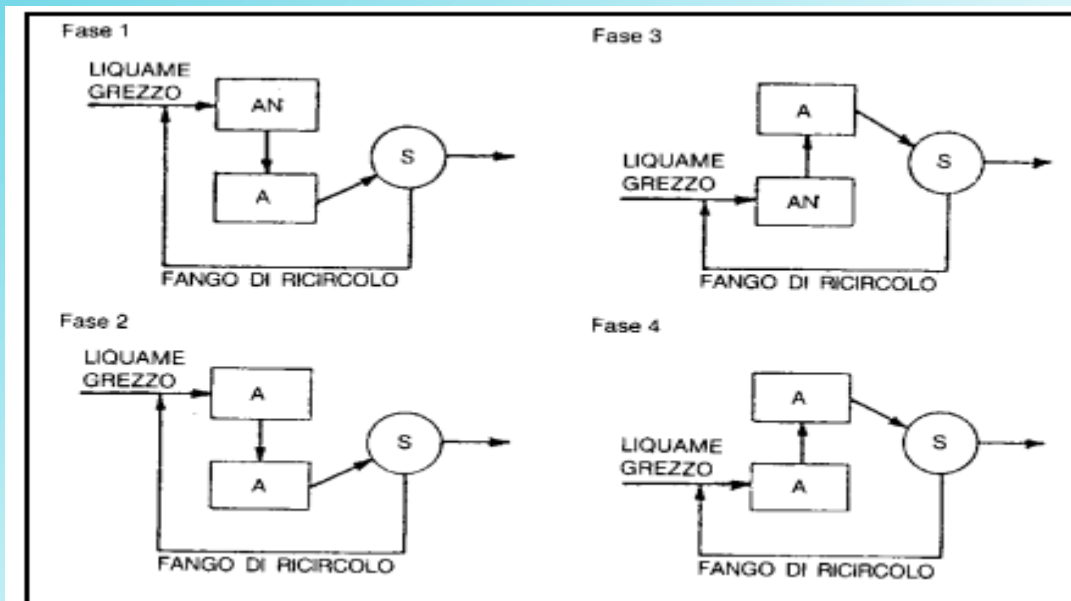 Fase 1
LIQUAME
GREZZO
AN
A
S
FANGO DI RICIRCOLO
Fase 2
LIQUAME
GREZZO
A
A
S
FANGO DI RICIRCOLO
Fase 3
A
LIQUAME
GREZZO
AN
S
FANGO DI RICIRCOLO
Fase 4
A
LIQUAME
GREZZO
A
S
FANGO DI RICIRCOLO